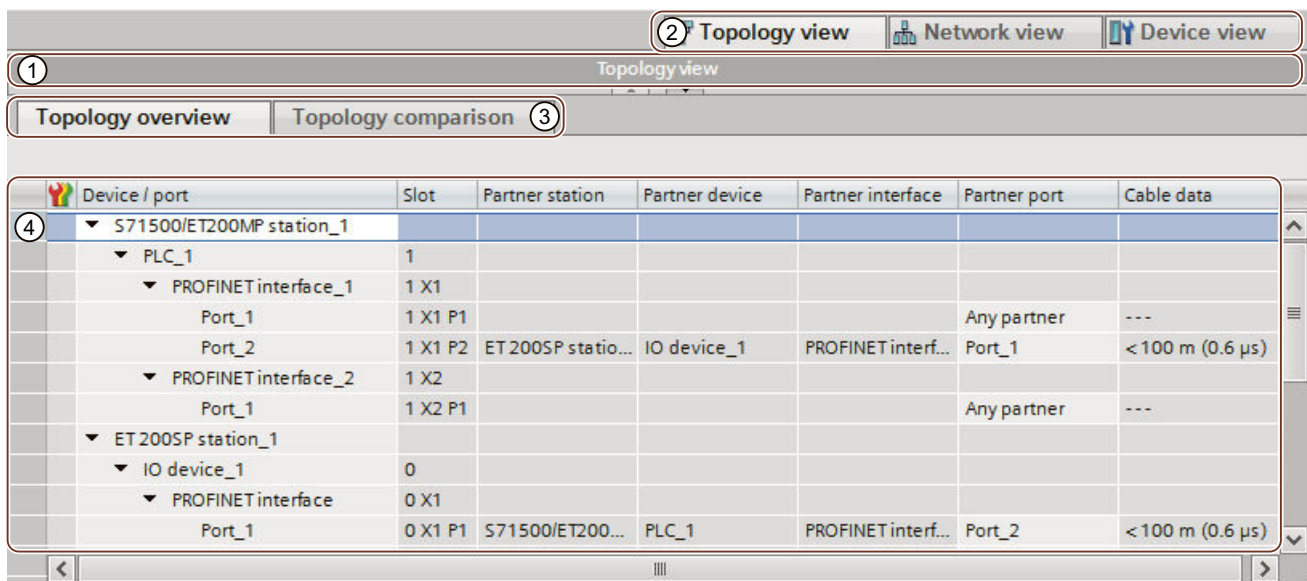 ② Topology view Network view Device view
① Topology view
Topology overview Topology comparison ③
Device / port Slot Partner station Partner device Partner interface Partner port Cable data
④ S71500/ET200MP station_1
PLC_1 1
PROFINET interface_1 1 X1
Port_1 1 X1 P1 Any partner ---
Port_2 1 X1 P2 ET 200SP statio... IO device_1 PROFINET interf... Port_1 <100 m (0.6 µs)
PROFINET interface_2 1 X2
Port_1 1 X2 P1 Any partner ---
ET 200SP station_1
IO device_1 0
PROFINET interface 0 X1
Port_1 0 X1 P1 S71500/ET200... PLC_1 PROFINET interf... Port_2 <100 m (0.6 µs)